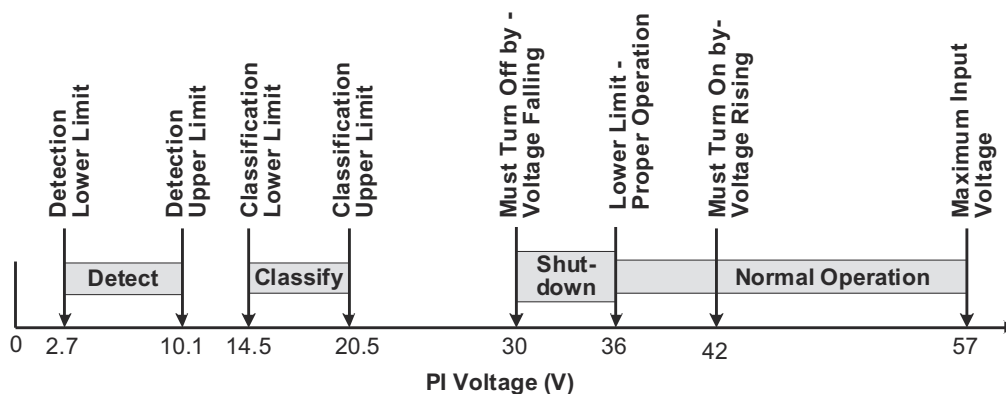 Detection
Lower Limit
Detection
Upper Limit
Classification
Lower Limit
Classification
Upper Limit
Must Turn Off by -
Voltage Falling
Lower Limit -
Proper Operation
Must Turn On by-
Voltage Rising
Maximum Input
Voltage
Detect
Classify
Shut-
down
Normal Operation
0
2.7
10.1
14.5
20.5
30
36
42
57
PI Voltage (V)